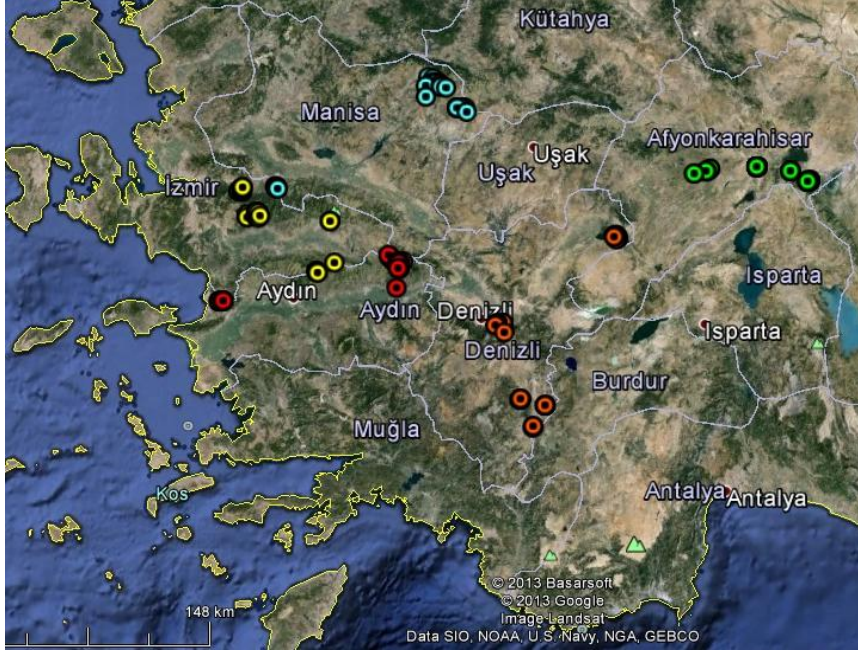 Kütahya
Manisa
Afyonkarahisar
Uşak
Uşak
İzmir
Isparta
Aydın
Aydın
Denizli
Isparta
Denizli
Burdur
Muğla
Kos
Antalya
Antalya
© 2013 Basarsoft
© 2013 Google
Image Landsat
148 km
Data SIO, NOAA, U.S. Navy, NGA, GEBCO